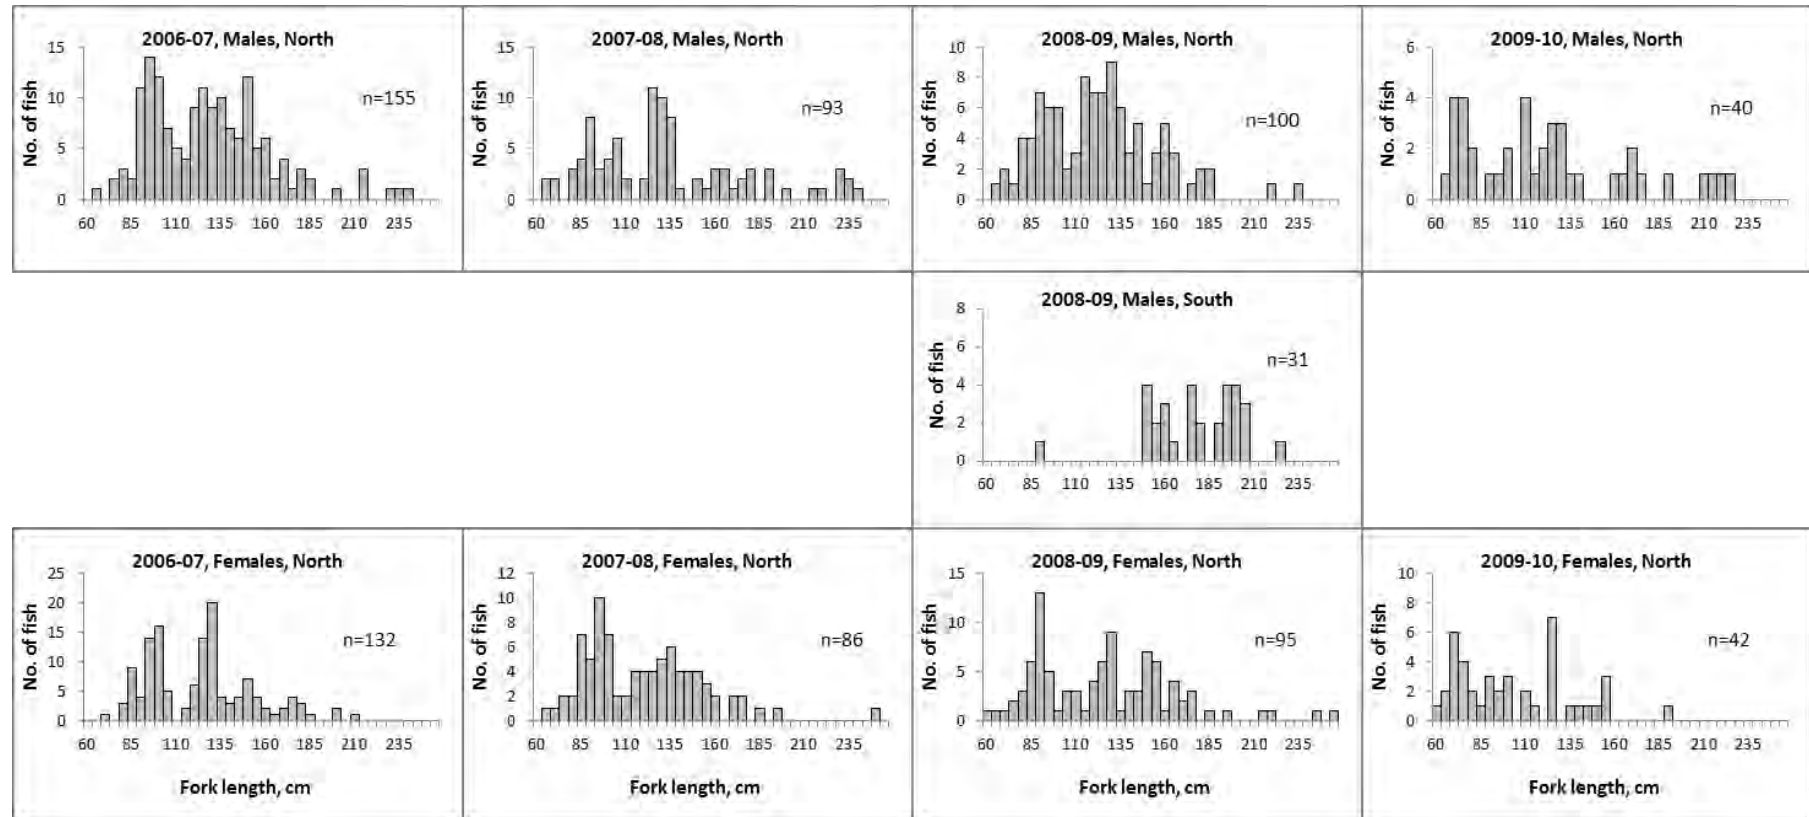 2006-07, Males, North
No. of fish
15
10
5
0
n=155
60 85 110 135 160 185 210 235
2007-08, Males, North
No. of fish
15
10
5
0
n=93
60 85 110 135 160 185 210 235
2008-09, Males, North
No. of fish
10
8
6
4
2
0
n=100
60 85 110 135 160 185 210 235
2009-10, Males, North
No. of fish
6
4
2
0
n=40
60 85 110 135 160 185 210 235
2008-09, Males, South
No. of fish
8
6
4
2
0
n=31
60 85 110 135 160 185 210 235
2006-07, Females, North
No. of fish
25
20
15
10
5
0
n=132
60 85 110 135 160 185 210 235
Fork length, cm
2007-08, Females, North
No. of fish
12
10
8
6
4
2
0
n=86
60 85 110 135 160 185 210 235
Fork length, cm
2008-09, Females, North
No. of fish
15
10
5
0
n=95
60 85 110 135 160 185 210 235
Fork length, cm
2009-10, Females, North
No. of fish
10
8
6
4
2
0
n=42
60 85 110 135 160 185 210 235
Fork length, cm